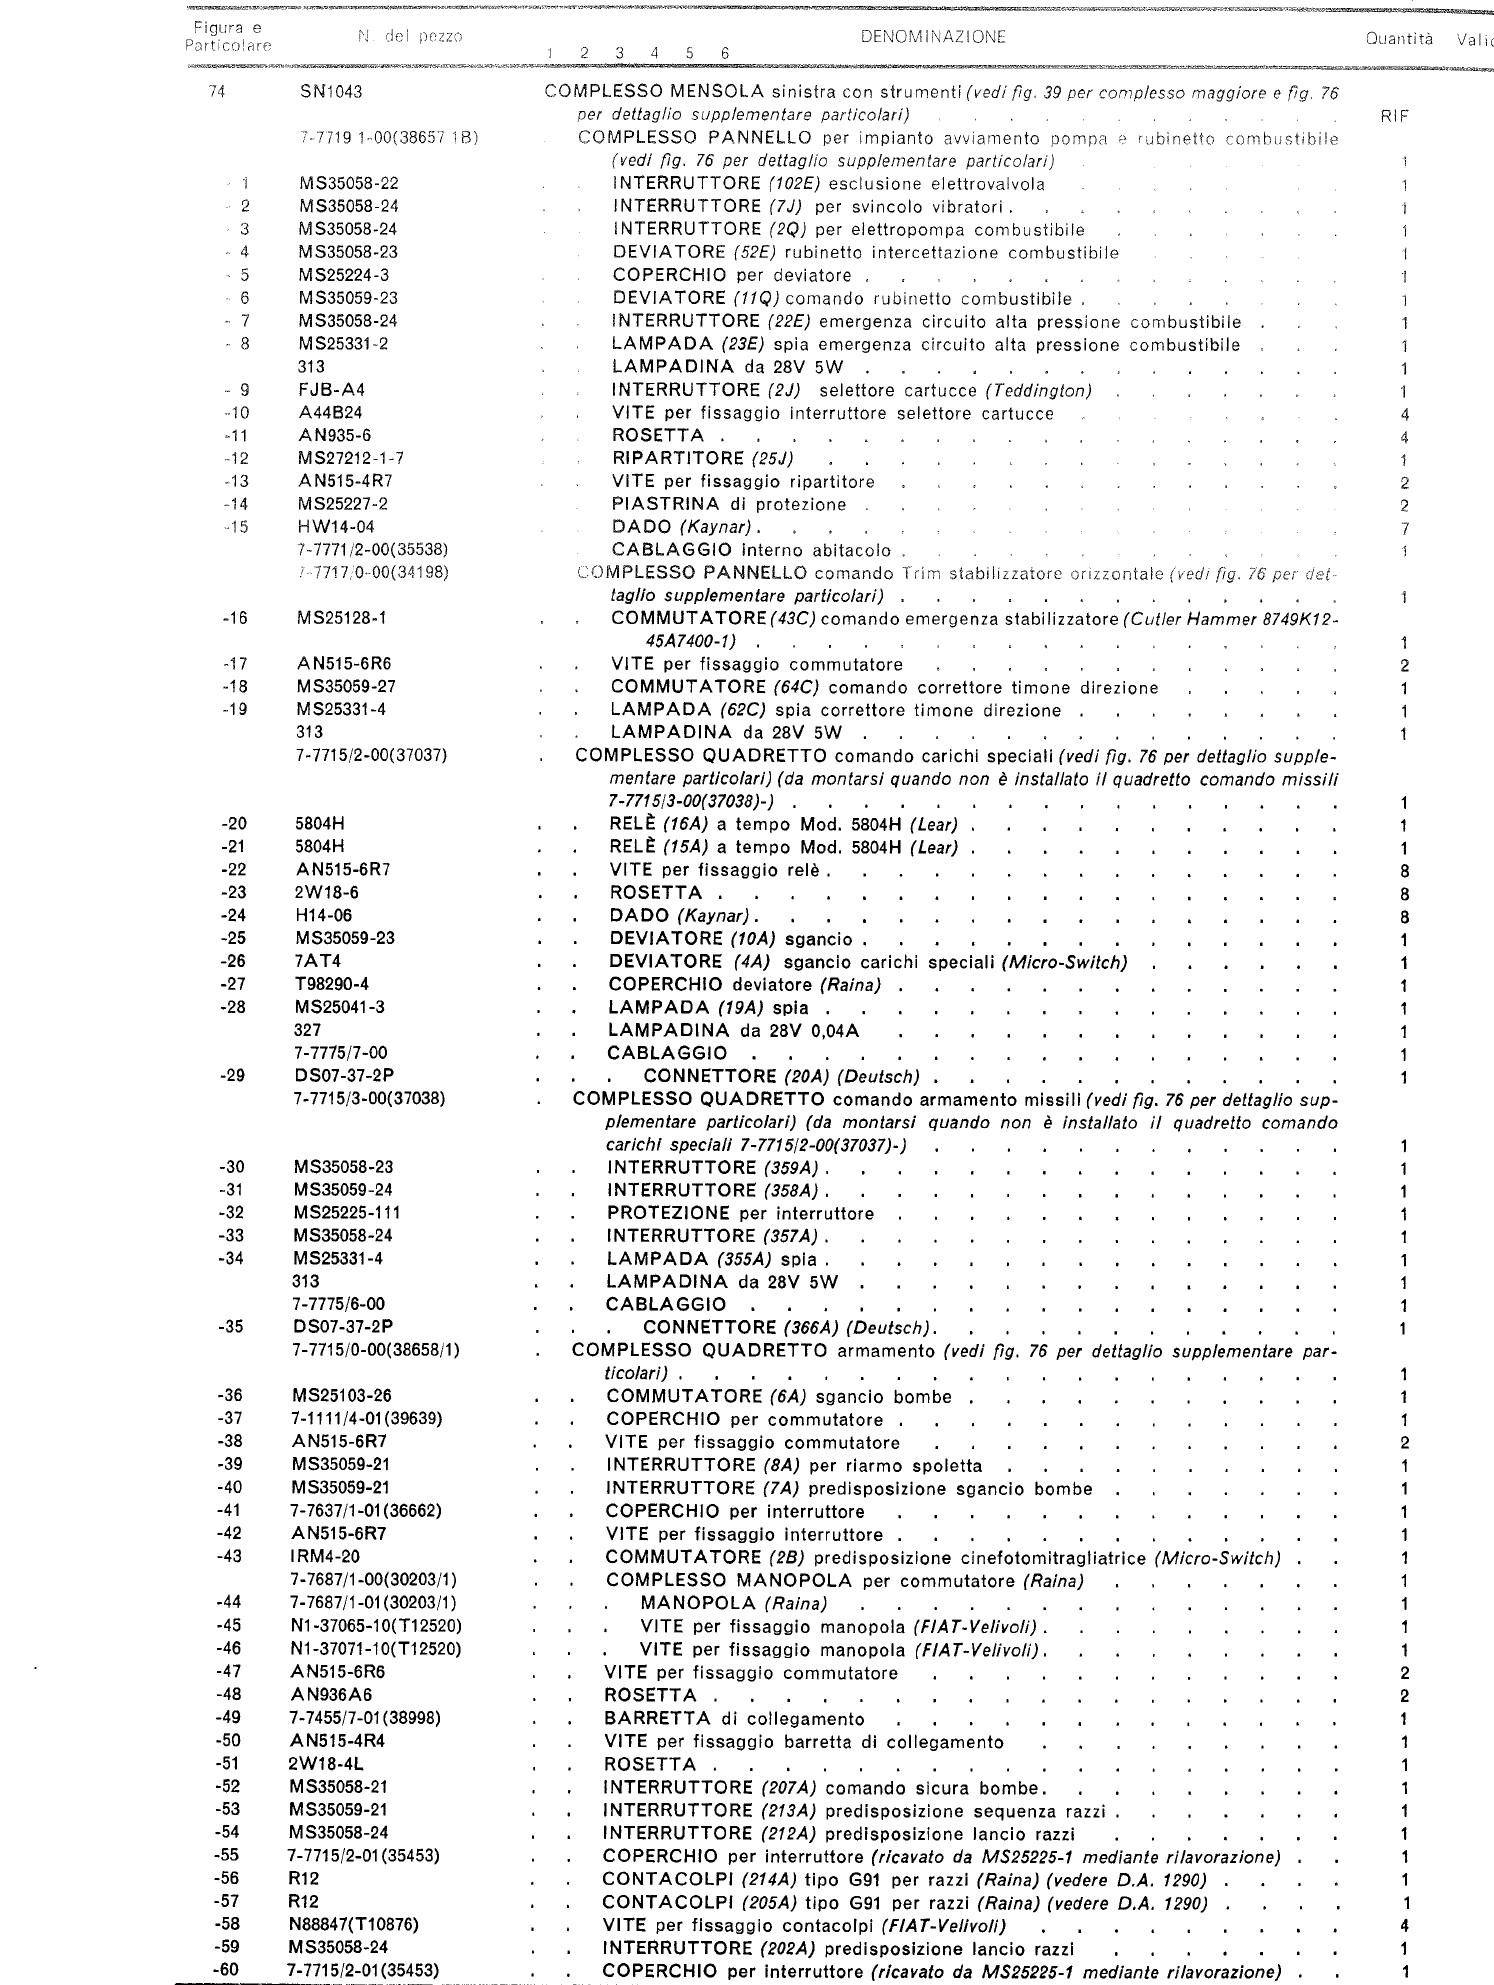 Figura e
Particolare N. del pezzo DENOMINAZIONE Quantità
1 2 3 4 5 6
74 SN1043 COMPLESSO MENSOLA sinistra con strumenti (vedi fig. 39 per complesso maggiore e fig. 76
per dettaglio supplementare particolari) RIF
7-7719 1-00(38657 1B) COMPLESSO PANNELLO per impianto avviamento pompa e rubinetto combustibile
(vedi fig. 76 per dettaglio supplementare particolari) 1
- 1 MS35058-22 . . INTERRUTTORE (102E) esclusione elettrovalvola 1
- 2 MS35058-24 . . INTERRUTTORE (7J) per svincolo vibratori 1
- 3 MS35058-24 . . INTERRUTTORE (2Q) per elettropompa combustibile 1
- 4 MS35058-23 . . DEVIATORE (52E) rubinetto intercettazione combustibile 1
- 5 MS25224-3 . . COPERCHIO per deviatore 1
- 6 MS35059-23 . . DEVIATORE (11Q) comando rubinetto combustibile 1
- 7 MS35058-24 . . INTERRUTTORE (22E) emergenza circuito alta pressione combustibile 1
- 8 MS25331-2 . . LAMPADA (23E) spia emergenza circuito alta pressione combustibile 1
313 . . LAMPADINA da 28V 5W 1
- 9 FJB-A4 . . INTERRUTTORE (2J) selettore cartucce (Teddington) 1
-10 A44B24 . . VITE per fissaggio interruttore selettore cartucce 4
-11 AN935-6 . . ROSETTA 4
-12 MS27212-1-7 . . RIPARTITORE (25J) 1
-13 AN515-4R7 . . VITE per fissaggio ripartitore 2
-14 MS25227-2 . . PIASTRINA di protezione 2
-15 HW14-04 . . DADO (Kaynar) 7
7-7771/2-00(35538) . . CABLAGGIO interno abitacolo 1
7-7717/0-00(34198) COMPLESSO PANNELLO comando Trim stabilizzatore orizzontale (vedi fig. 76 per det-
taglio supplementare particolari) 1
-16 MS25128-1 . . COMMUTATORE (43C) comando emergenza stabilizzatore (Cutler Hammer 8749K12-
45A7400-1) 1
-17 AN515-6R6 . . VITE per fissaggio commutatore 2
-18 MS35059-27 . . COMMUTATORE (64C) comando correttore timone direzione 1
-19 MS25331-4 . . LAMPADA (62C) spia correttore timone direzione 1
313 . . LAMPADINA da 28V 5W 1
7-7715/2-00(37037) . COMPLESSO QUADRETTO comando carichi speciali (vedi fig. 76 per dettaglio supple-
mentare particolari) (da montarsi quando non è installato il quadretto comando missili
7-7715/3-00(37038)-) 1
-20 5804H . . RELÈ (16A) a tempo Mod. 5804H (Lear) 1
-21 5804H . . RELÈ (15A) a tempo Mod. 5804H (Lear) 1
-22 AN515-6R7 . . VITE per fissaggio relè 8
-23 2W18-6 . . ROSETTA 8
-24 H14-06 . . DADO (Kaynar) 8
-25 MS35059-23 . . DEVIATORE (10A) sgancio 1
-26 7AT4 . . DEVIATORE (4A) sgancio carichi speciali (Micro-Switch) 1
-27 T98290-4 . . COPERCHIO deviatore (Raina) 1
-28 MS25041-3 . . LAMPADA (19A) spia 1
327 . . LAMPADINA da 28V 0,04A 1
7-7775/7-00 . . CABLAGGIO 1
-29 DS07-37-2P . . . CONNETTORE (20A) (Deutsch) 1
7-7715/3-00(37038) . COMPLESSO QUADRETTO comando armamento missili (vedi fig. 76 per dettaglio sup-
plementare particolari) (da montarsi quando non è installato il quadretto comando
carichi speciali 7-7715/2-00(37037)-) 1
-30 MS35058-23 . . INTERRUTTORE (359A) 1
-31 MS35059-24 . . INTERRUTTORE (358A) 1
-32 MS25225-111 . . PROTEZIONE per interruttore 1
-33 MS35058-24 . . INTERRUTTORE (357A) 1
-34 MS25331-4 . . LAMPADA (355A) spia 1
313 . . LAMPADINA da 28V 5W 1
7-7775/6-00 . . CABLAGGIO 1
-35 DS07-37-2P . . . CONNETTORE (366A) (Deutsch) 1
7-7715/0-00(38658/1) . COMPLESSO QUADRETTO armamento (vedi fig. 76 per dettaglio supplementare par-
ticolari) 1
-36 MS25103-26 . . COMMUTATORE (6A) sgancio bombe 1
-37 7-1111/4-01(39639) . . COPERCHIO per commutatore 1
-38 AN515-6R7 . . VITE per fissaggio commutatore 2
-39 MS35059-21 . . INTERRUTTORE (8A) per riarmo spoletta 1
-40 MS35059-21 . . INTERRUTTORE (7A) predisposizione sgancio bombe 1
-41 7-7637/1-01(36662) . . COPERCHIO per interruttore 1
-42 AN515-6R7 . . VITE per fissaggio interruttore 1
-43 IRM4-20 . . COMMUTATORE (2B) predisposizione cinefotomitragliatrice (Micro-Switch) 1
7-7687/1-00(30203/1) . . COMPLESSO MANOPOLA per commutatore (Raina) 1
-44 7-7687/1-01(30203/1) . . . MANOPOLA (Raina) 1
-45 N1-37065-10(T12520) . . . VITE per fissaggio manopola (FIAT-Velivoli) 1
-46 N1-37071-10(T12520) . . . VITE per fissaggio manopola (FIAT-Velivoli) 1
-47 AN515-6R6 . . VITE per fissaggio commutatore 2
-48 AN936A6 . . ROSETTA 2
-49 7-7455/7-01(38998) . . BARRETTA di collegamento 1
-50 AN515-4R4 . . VITE per fissaggio barretta di collegamento 1
-51 2W18-4L . . ROSETTA 1
-52 MS35058-21 . . INTERRUTTORE (207A) comando sicura bombe 1
-53 MS35059-21 . . INTERRUTTORE (213A) predisposizione sequenza razzi 1
-54 MS35058-24 . . INTERRUTTORE (212A) predisposizione lancio razzi 1
-55 7-7715/2-01(35453) . . COPERCHIO per interruttore (ricavato da MS25225-1 mediante rilavorazione) 1
-56 R12 . . CONTACOLPI (214A) tipo G91 per razzi (Raina) (vedere D.A. 1290) 1
-57 R12 . . CONTACOLPI (205A) tipo G91 per razzi (Raina) (vedere D.A. 1290) 1
-58 N88847(T10876) . . VITE per fissaggio contacolpi (FIAT-Velivoli) 4
-59 MS35058-24 . . INTERRUTTORE (202A) predisposizione lancio razzi 1
-60 7-7715/2-01(35453) . . COPERCHIO per interruttore (ricavato da MS25225-1 mediante rilavorazione) 1